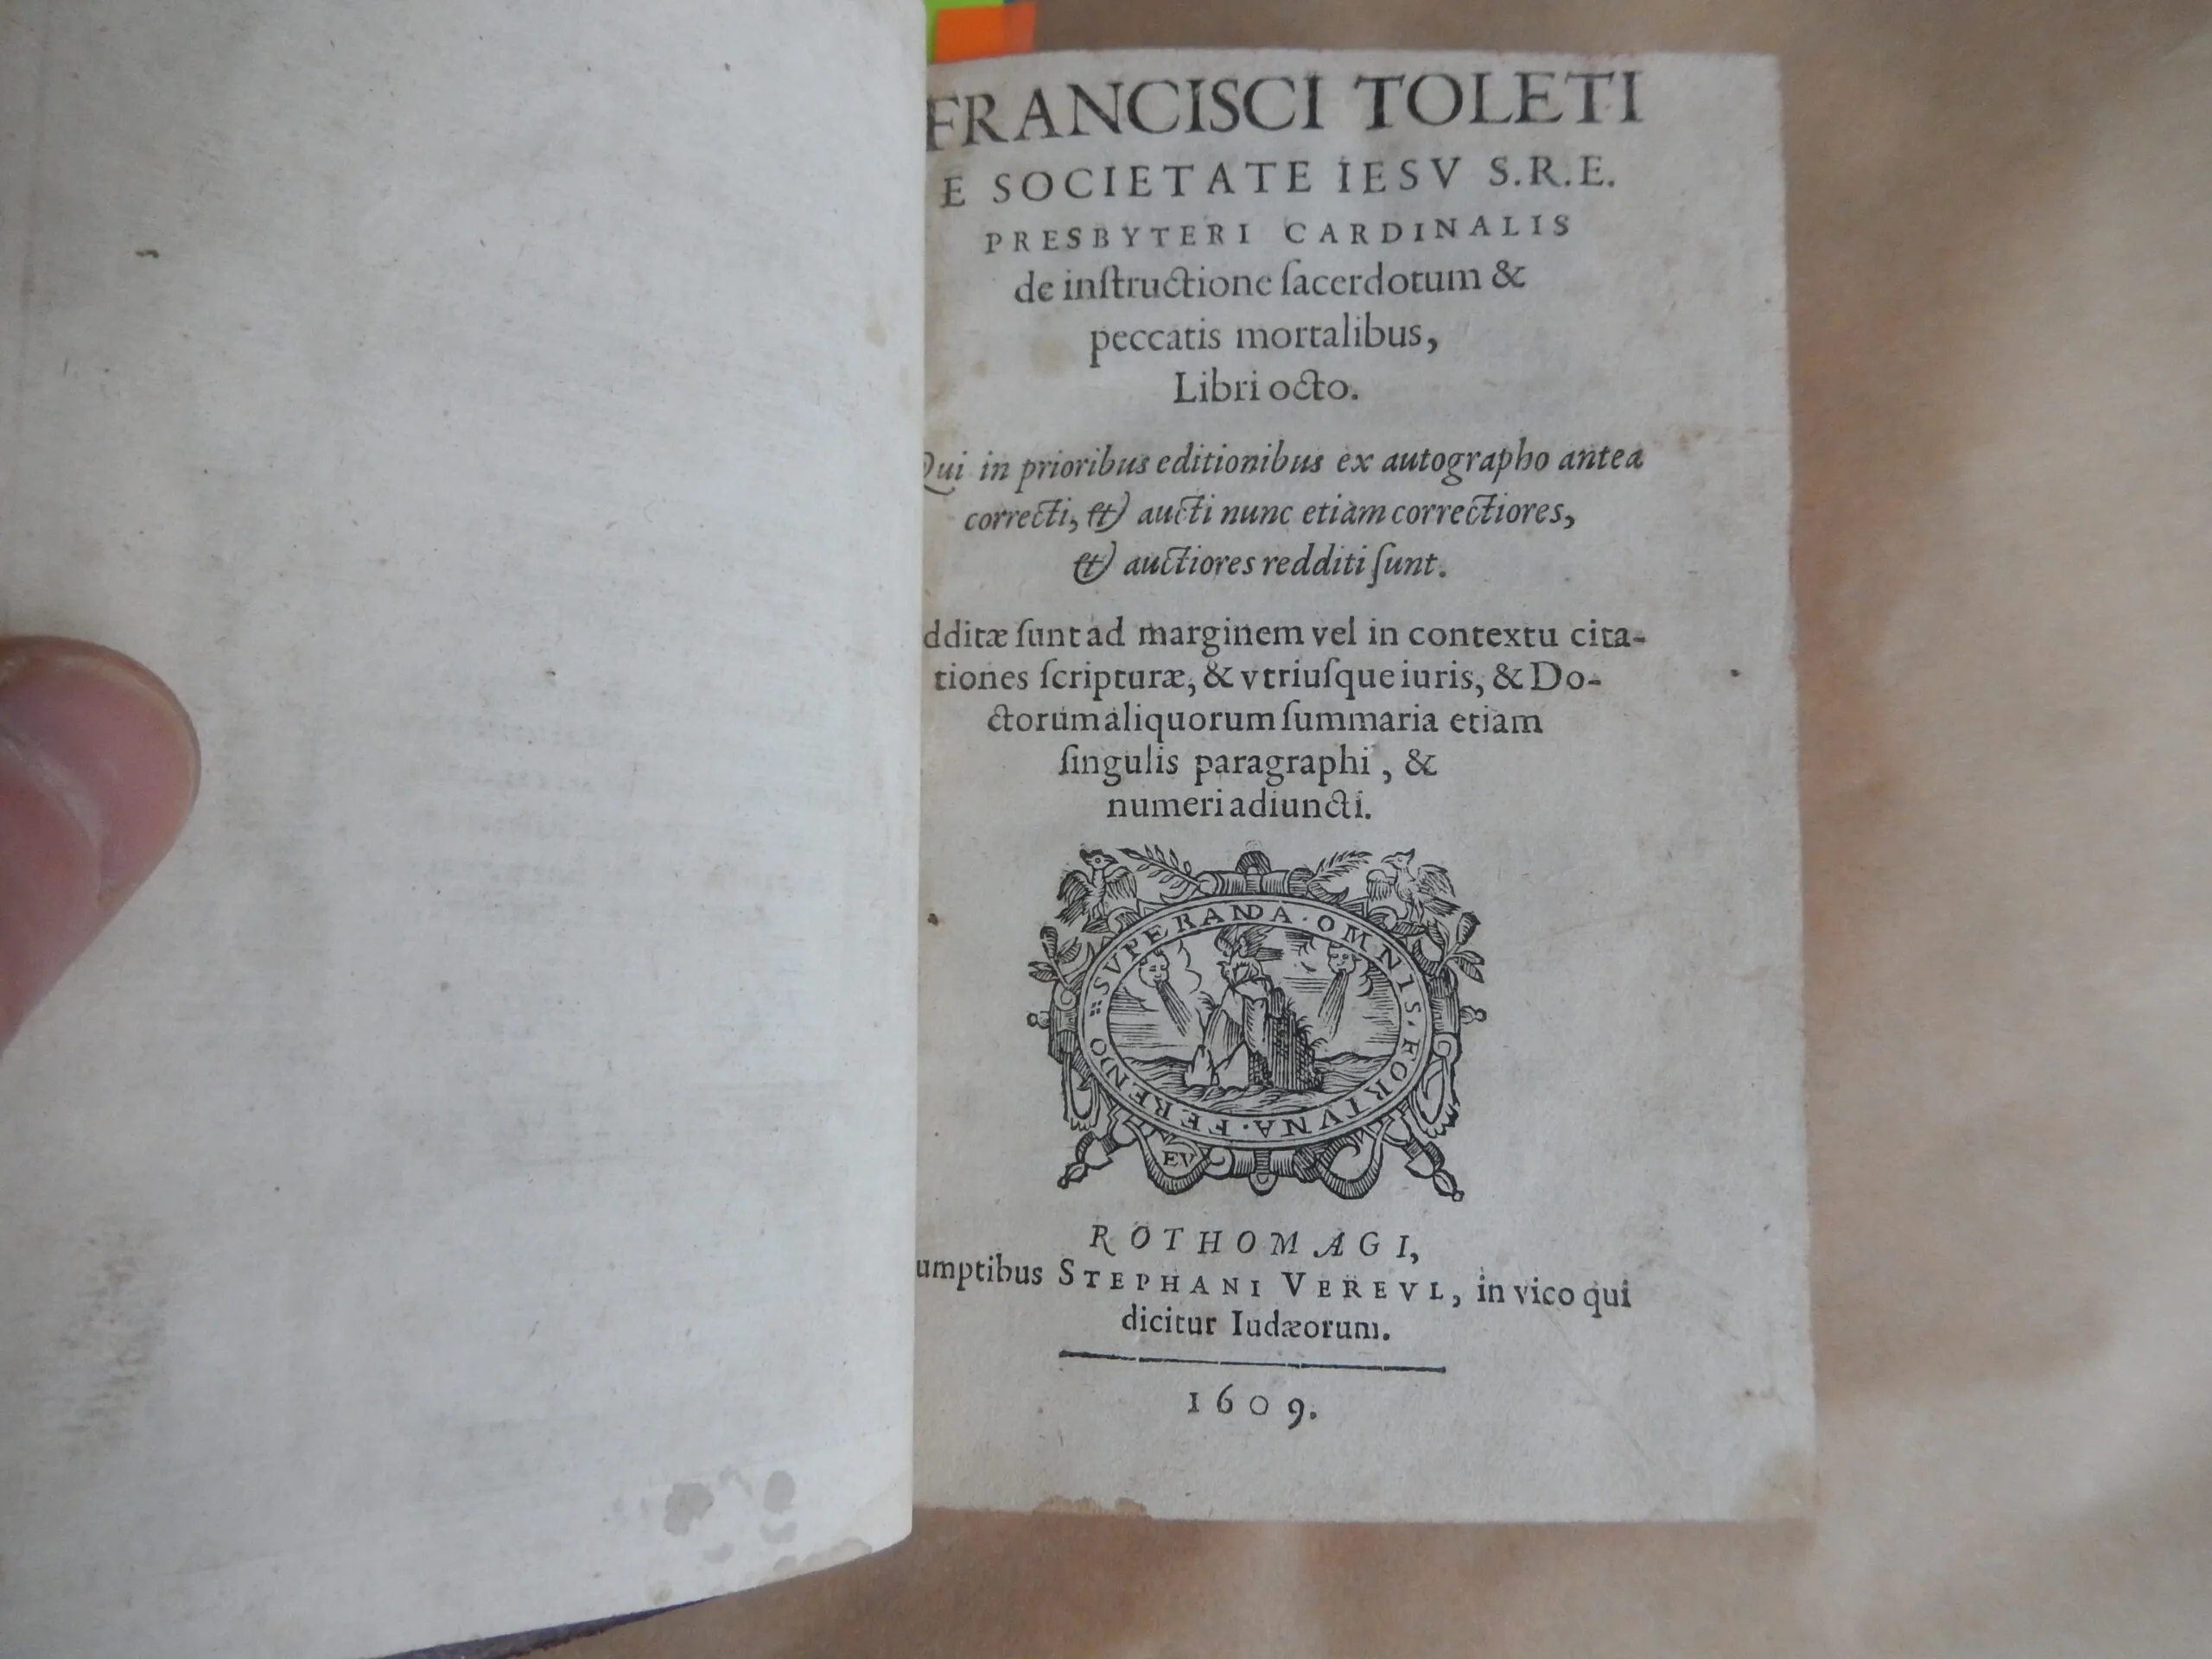 FRANCISCI TOLETI
E SOCIETATE IESV S.R.E.
PRESBYTERI CARDINALIS
de inſtructione ſacerdotum &
peccatis mortalibus,
Libri octo.
Qui in prioribus editionibus ex autographo antea
correcti, & aucti nunc etiam correctiores,
& auctiores redditi ſunt.
dditæ ſunt ad marginem vel in contextu cita-
tiones ſcripturæ, & vtriuſque iuris, & Do-
ctorum aliquorum ſummaria etiam
ſingulis paragraphi, &
numeri adiuncti.
SVPERANDA·OMNIS·FORTVNA·FERENDO
EV
ROTHOMAGI,
umptibus STEPHANI VEREVL, in vico qui
dicitur Iudæorum.
1609.